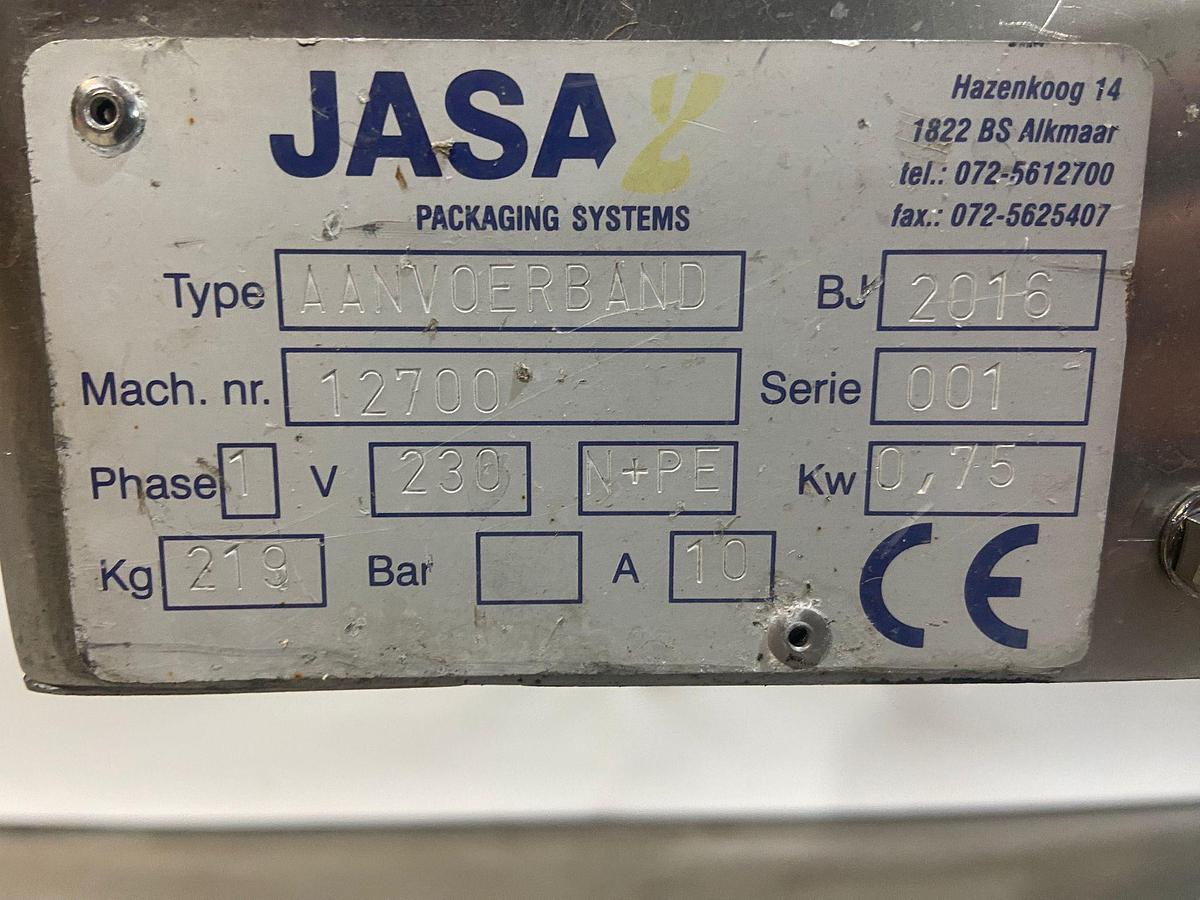 JASA
PACKAGING SYSTEMS
Hazenkoog 14
1822 BS Alkmaar
tel.: 072-5612700
fax.: 072-5625407
Type AANVOERBAND BJ 2016
Mach. nr. 12700 Serie 001
Phase 1 V 230 N+PE Kw 0,75
Kg 219 Bar A 10
CE